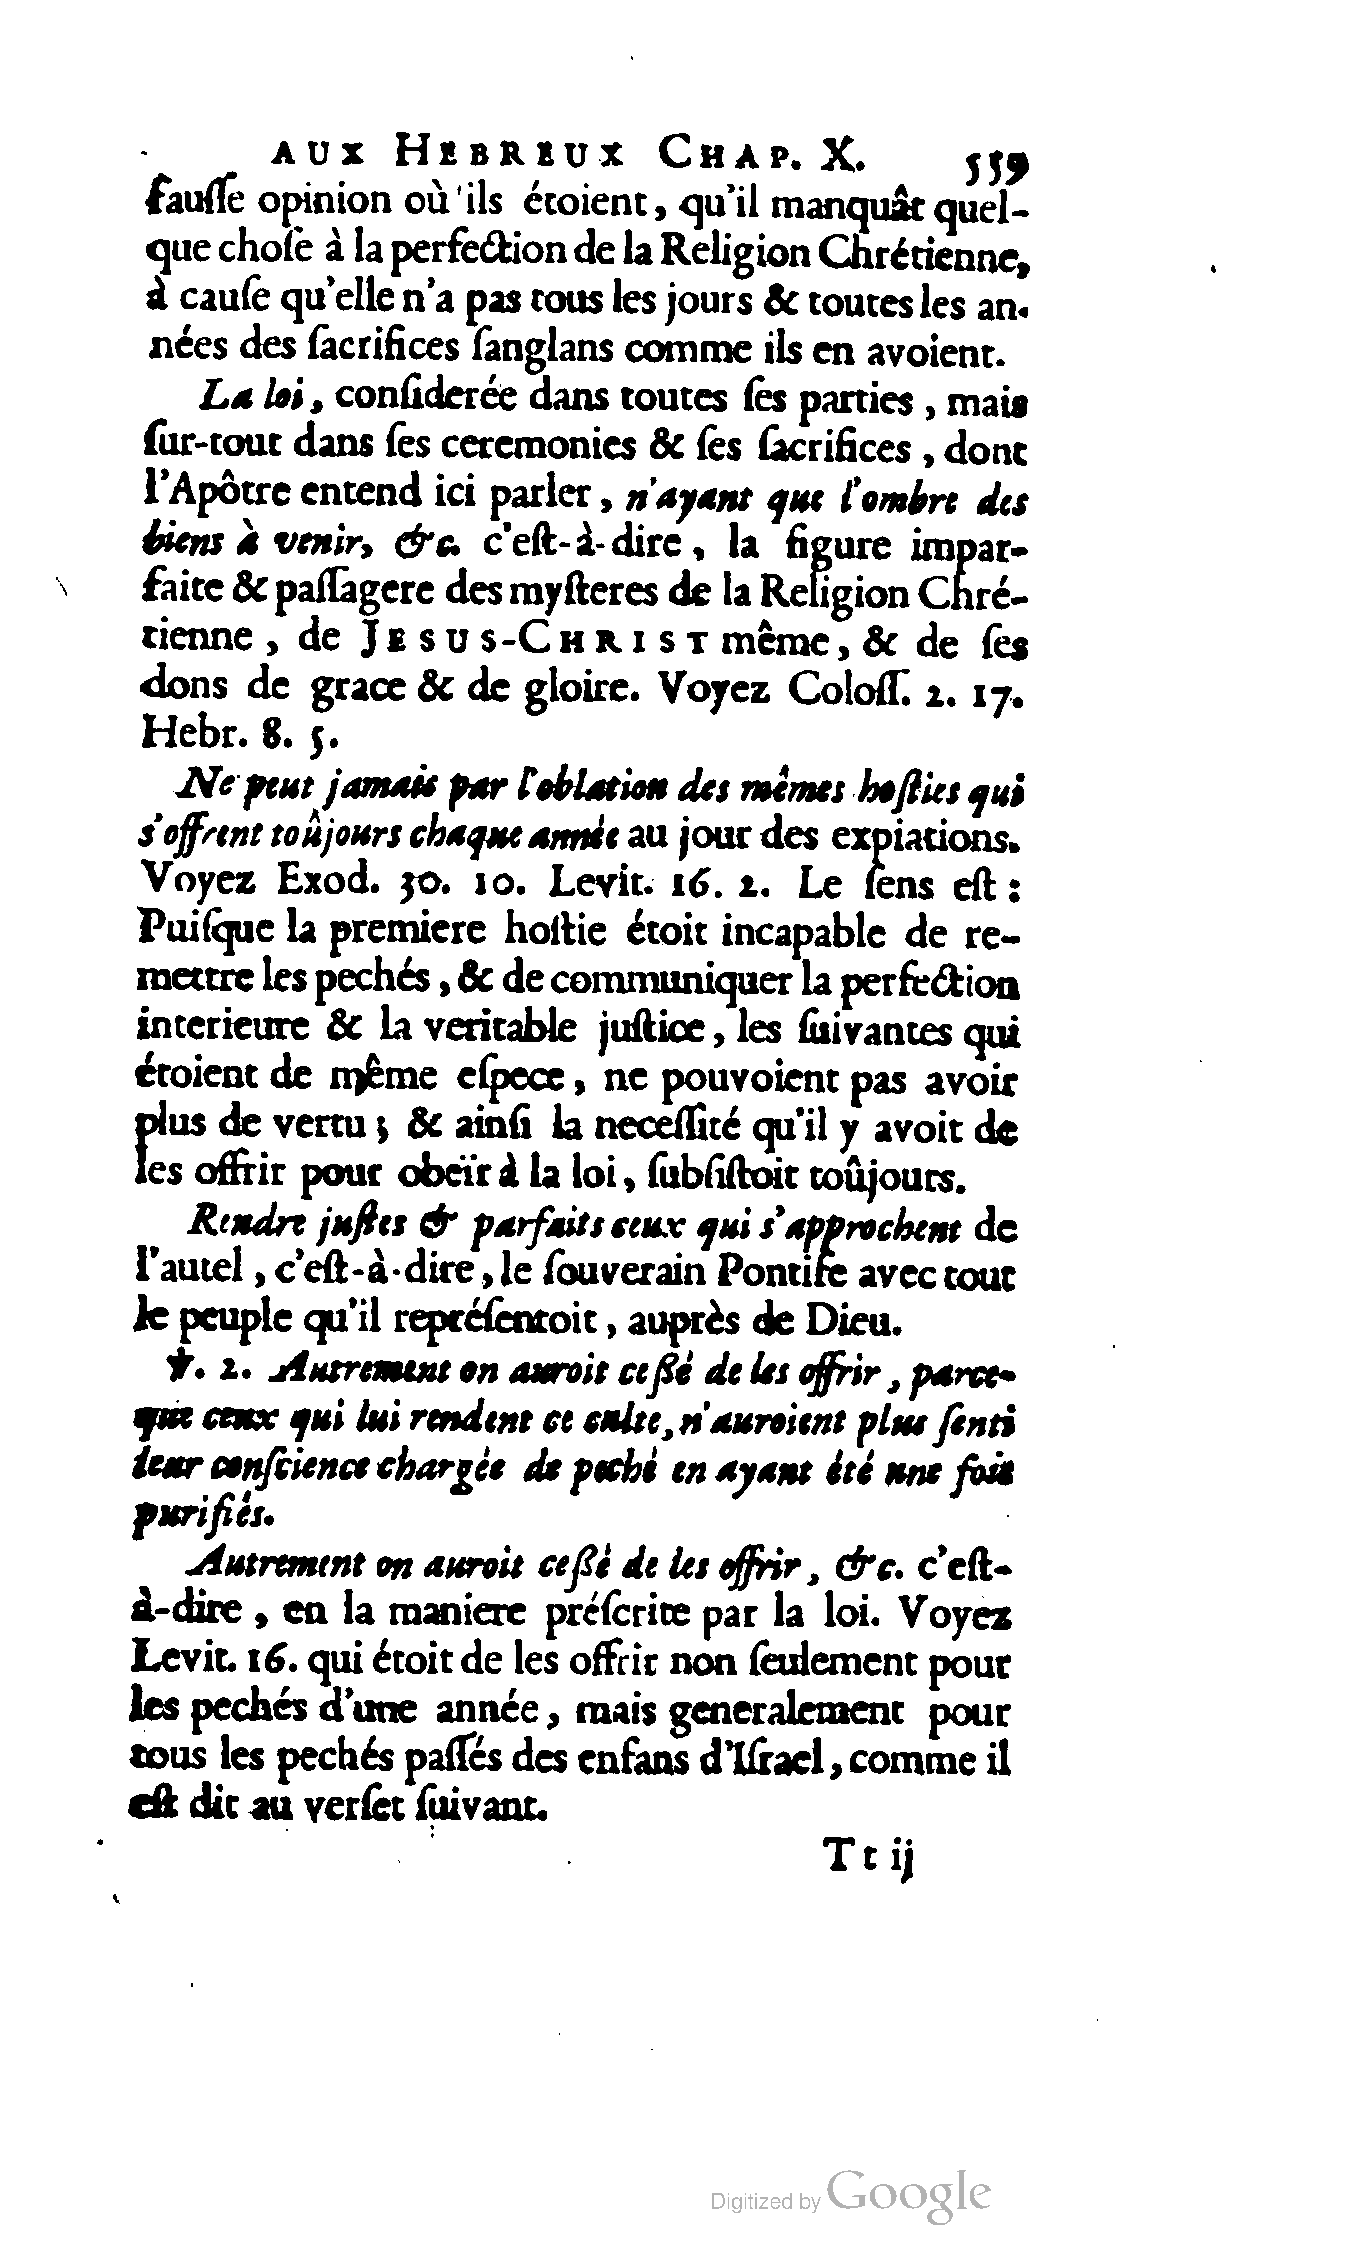 AUX HEBREUX CHAP. X. 559
fauſſe opinion où ils étoient, qu'il manquât quel-
que choſe à la perfection de la Religion Chrétienne,
à cauſe qu'elle n'a pas tous les jours & toutes les an-
nées des ſacrifices ſanglans comme ils en avoient.
La loi, conſiderée dans toutes ſes parties, mais
ſur-tout dans ſes ceremonies & ſes ſacrifices, dont
l'Apôtre entend ici parler, n'ayant que l'ombre des
biens à venir, &c. c'eſt-à-dire, la figure impar-
faite & paſſagere des myſteres de la Religion Chré-
tienne, de JESUS-CHRIST même, & de ſes
dons de grace & de gloire. Voyez Coloſſ. 2. 17.
Hebr. 8. 5.
Ne peut jamais par l'oblation des mêmes hoſties qui
s'offrent toûjours chaque année au jour des expiations.
Voyez Exod. 30. 10. Levit. 16. 2. Le ſens eſt :
Puiſque la premiere hoſtie étoit incapable de re-
mettre les pechés, & de communiquer la perfection
interieure & la veritable juſtice, les ſuivantes qui
étoient de même eſpece, ne pouvoient pas avoir
plus de vertu ; & ainſi la neceſſité qu'il y avoit de
les offrir pour obeïr à la loi, ſubſiſtoit toûjours.
Rendre juſtes & parfaits ceux qui s'approchent de
l'autel, c'eſt-à-dire, le ſouverain Pontife avec tout
le peuple qu'il repréſentoit, auprès de Dieu.
℣. 2. Autrement on auroit ceßé de les offrir, parce-
que ceux qui lui rendent ce culte, n'auroient plus ſenti
leur conſcience chargée de peché en ayant été une fois
purifiés.
Autrement on auroit ceßé de les offrir, &c. c'eſt-
à-dire, en la maniere préſcrite par la loi. Voyez
Levit. 16. qui étoit de les offrir non ſeulement pour
les pechés d'une année, mais generalement pour
tous les pechés paſſés des enfans d'Iſrael, comme il
eſt dit au verſet ſuivant.
Tt ij
Digitized by Google